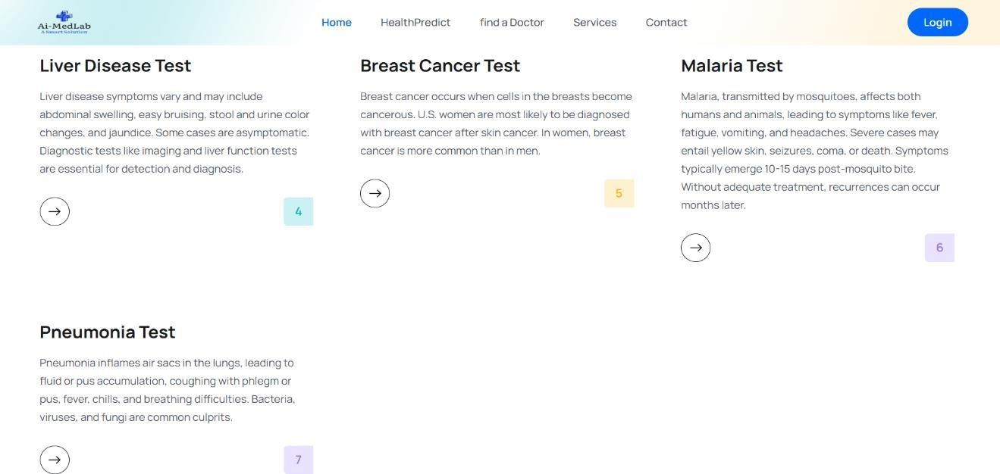 Ai-MedLab
A Smart Solution
Home
HealthPredict
find a Doctor
Services
Contact
Login
Liver Disease Test
Liver disease symptoms vary and may include
abdominal swelling, easy bruising, stool and urine color
changes, and jaundice. Some cases are asymptomatic.
Diagnostic tests like imaging and liver function tests
are essential for detection and diagnosis.
4
Breast Cancer Test
Breast cancer occurs when cells in the breasts become
cancerous. U.S. women are most likely to be diagnosed
with breast cancer after skin cancer. In women, breast
cancer is more common than in men.
5
Malaria Test
Malaria, transmitted by mosquitoes, affects both
humans and animals, leading to symptoms like fever,
fatigue, vomiting, and headaches. Severe cases may
entail yellow skin, seizures, coma, or death. Symptoms
typically emerge 10-15 days post-mosquito bite.
Without adequate treatment, recurrences can occur
months later.
6
Pneumonia Test
Pneumonia inflames air sacs in the lungs, leading to
fluid or pus accumulation, coughing with phlegm or
pus, fever, chills, and breathing difficulties. Bacteria,
viruses, and fungi are common culprits.
7